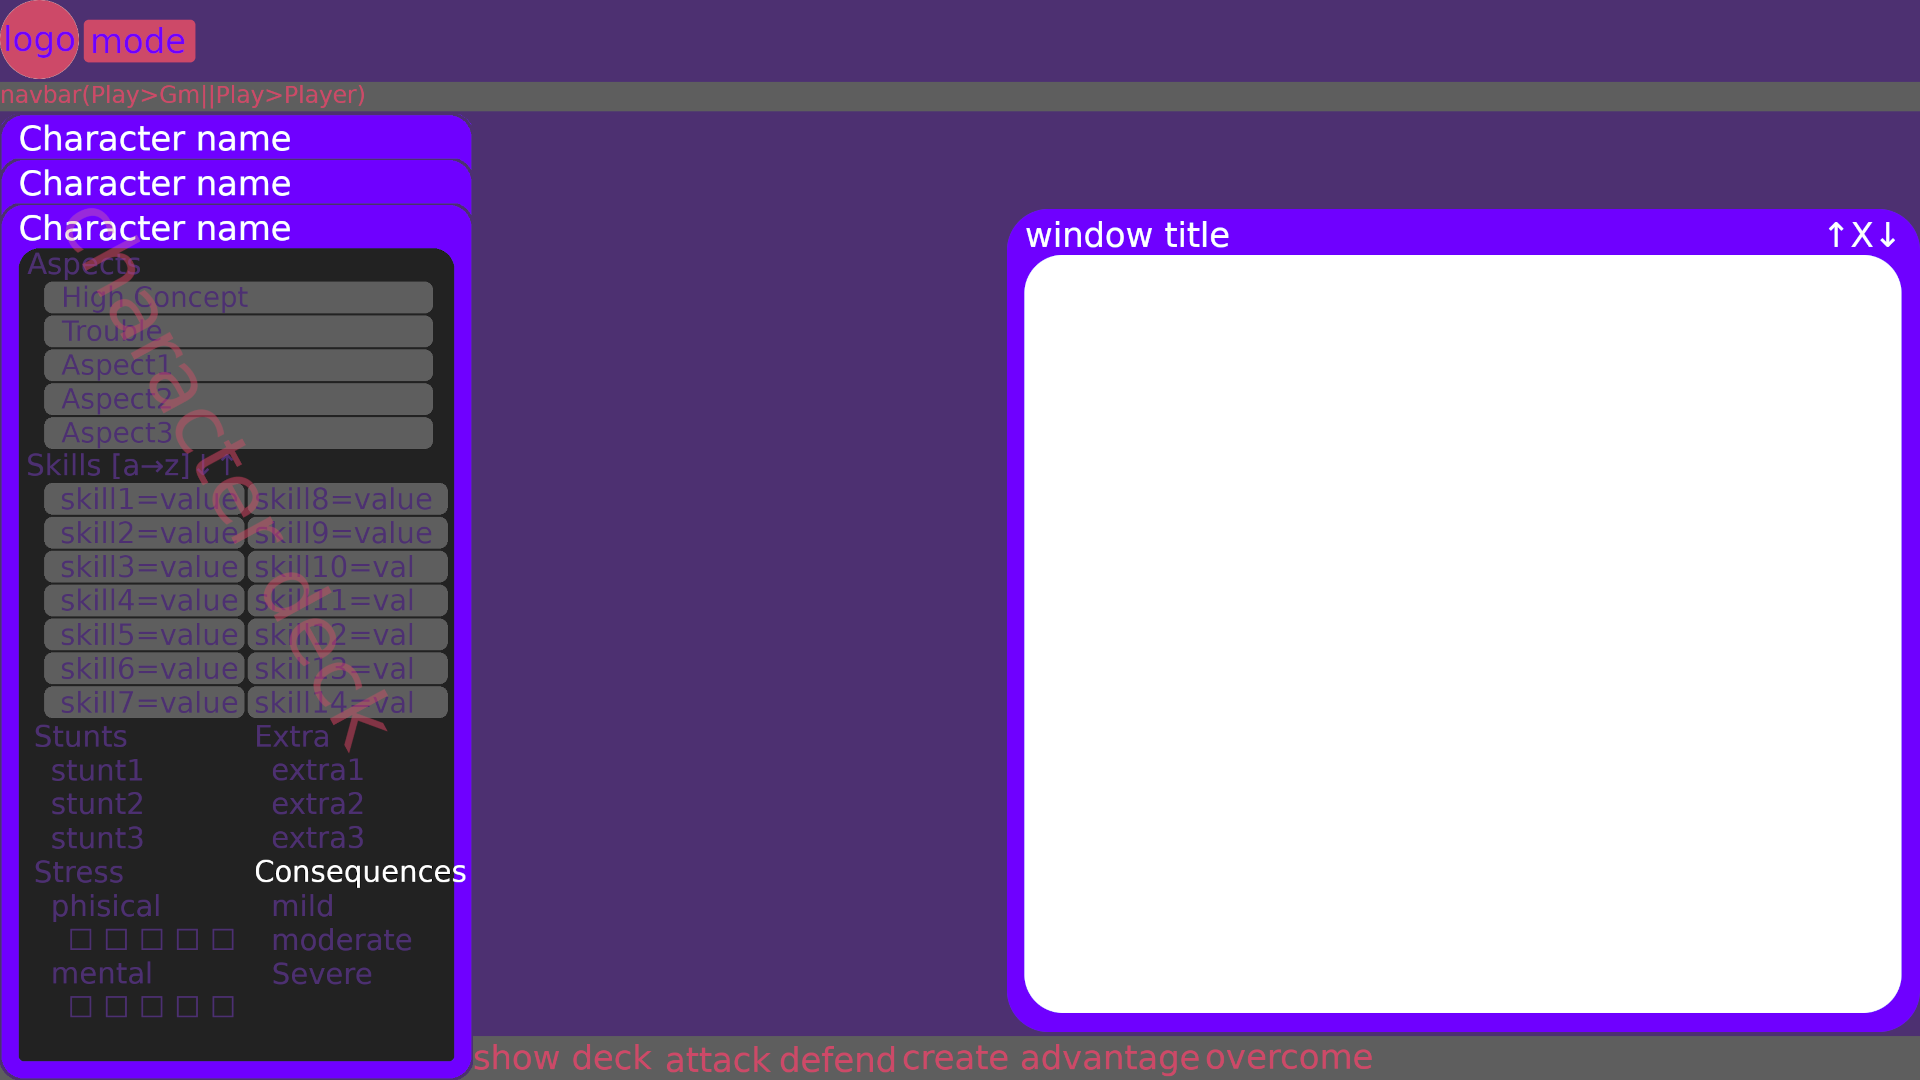 logo
mode
navbar(Play>Gm||Play>Player)
Character name
Character name
Character name
Aspects
High Concept
Trouble
Aspect1
Aspect2
Aspect3
Skills [a→z]↓↑
skill1=value
skill8=value
skill2=value
skill9=value
skill3=value
skill10=val
skill4=value
skill11=val
skill5=value
skill12=val
skill6=value
skill13=val
skill7=value
skill14=val
Stunts
Extra
stunt1
extra1
stunt2
extra2
stunt3
extra3
Stress
Consequences
phisical
mild
☐ ☐ ☐ ☐ ☐
moderate
mental
Severe
☐ ☐ ☐ ☐ ☐
character deck
window title
↑X↓
show deck attack defend create advantage overcome